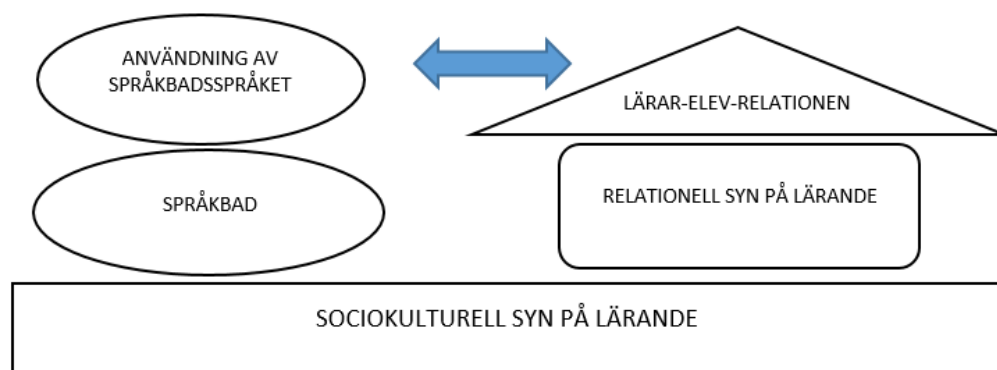 ANVÄNDNING AV
SPRÅKBADSSPRÅKET
LÄRAR-ELEV-RELATIONEN
SPRÅKBAD
RELATIONELL SYN PÅ LÄRANDE
SOCIOKULTURELL SYN PÅ LÄRANDE